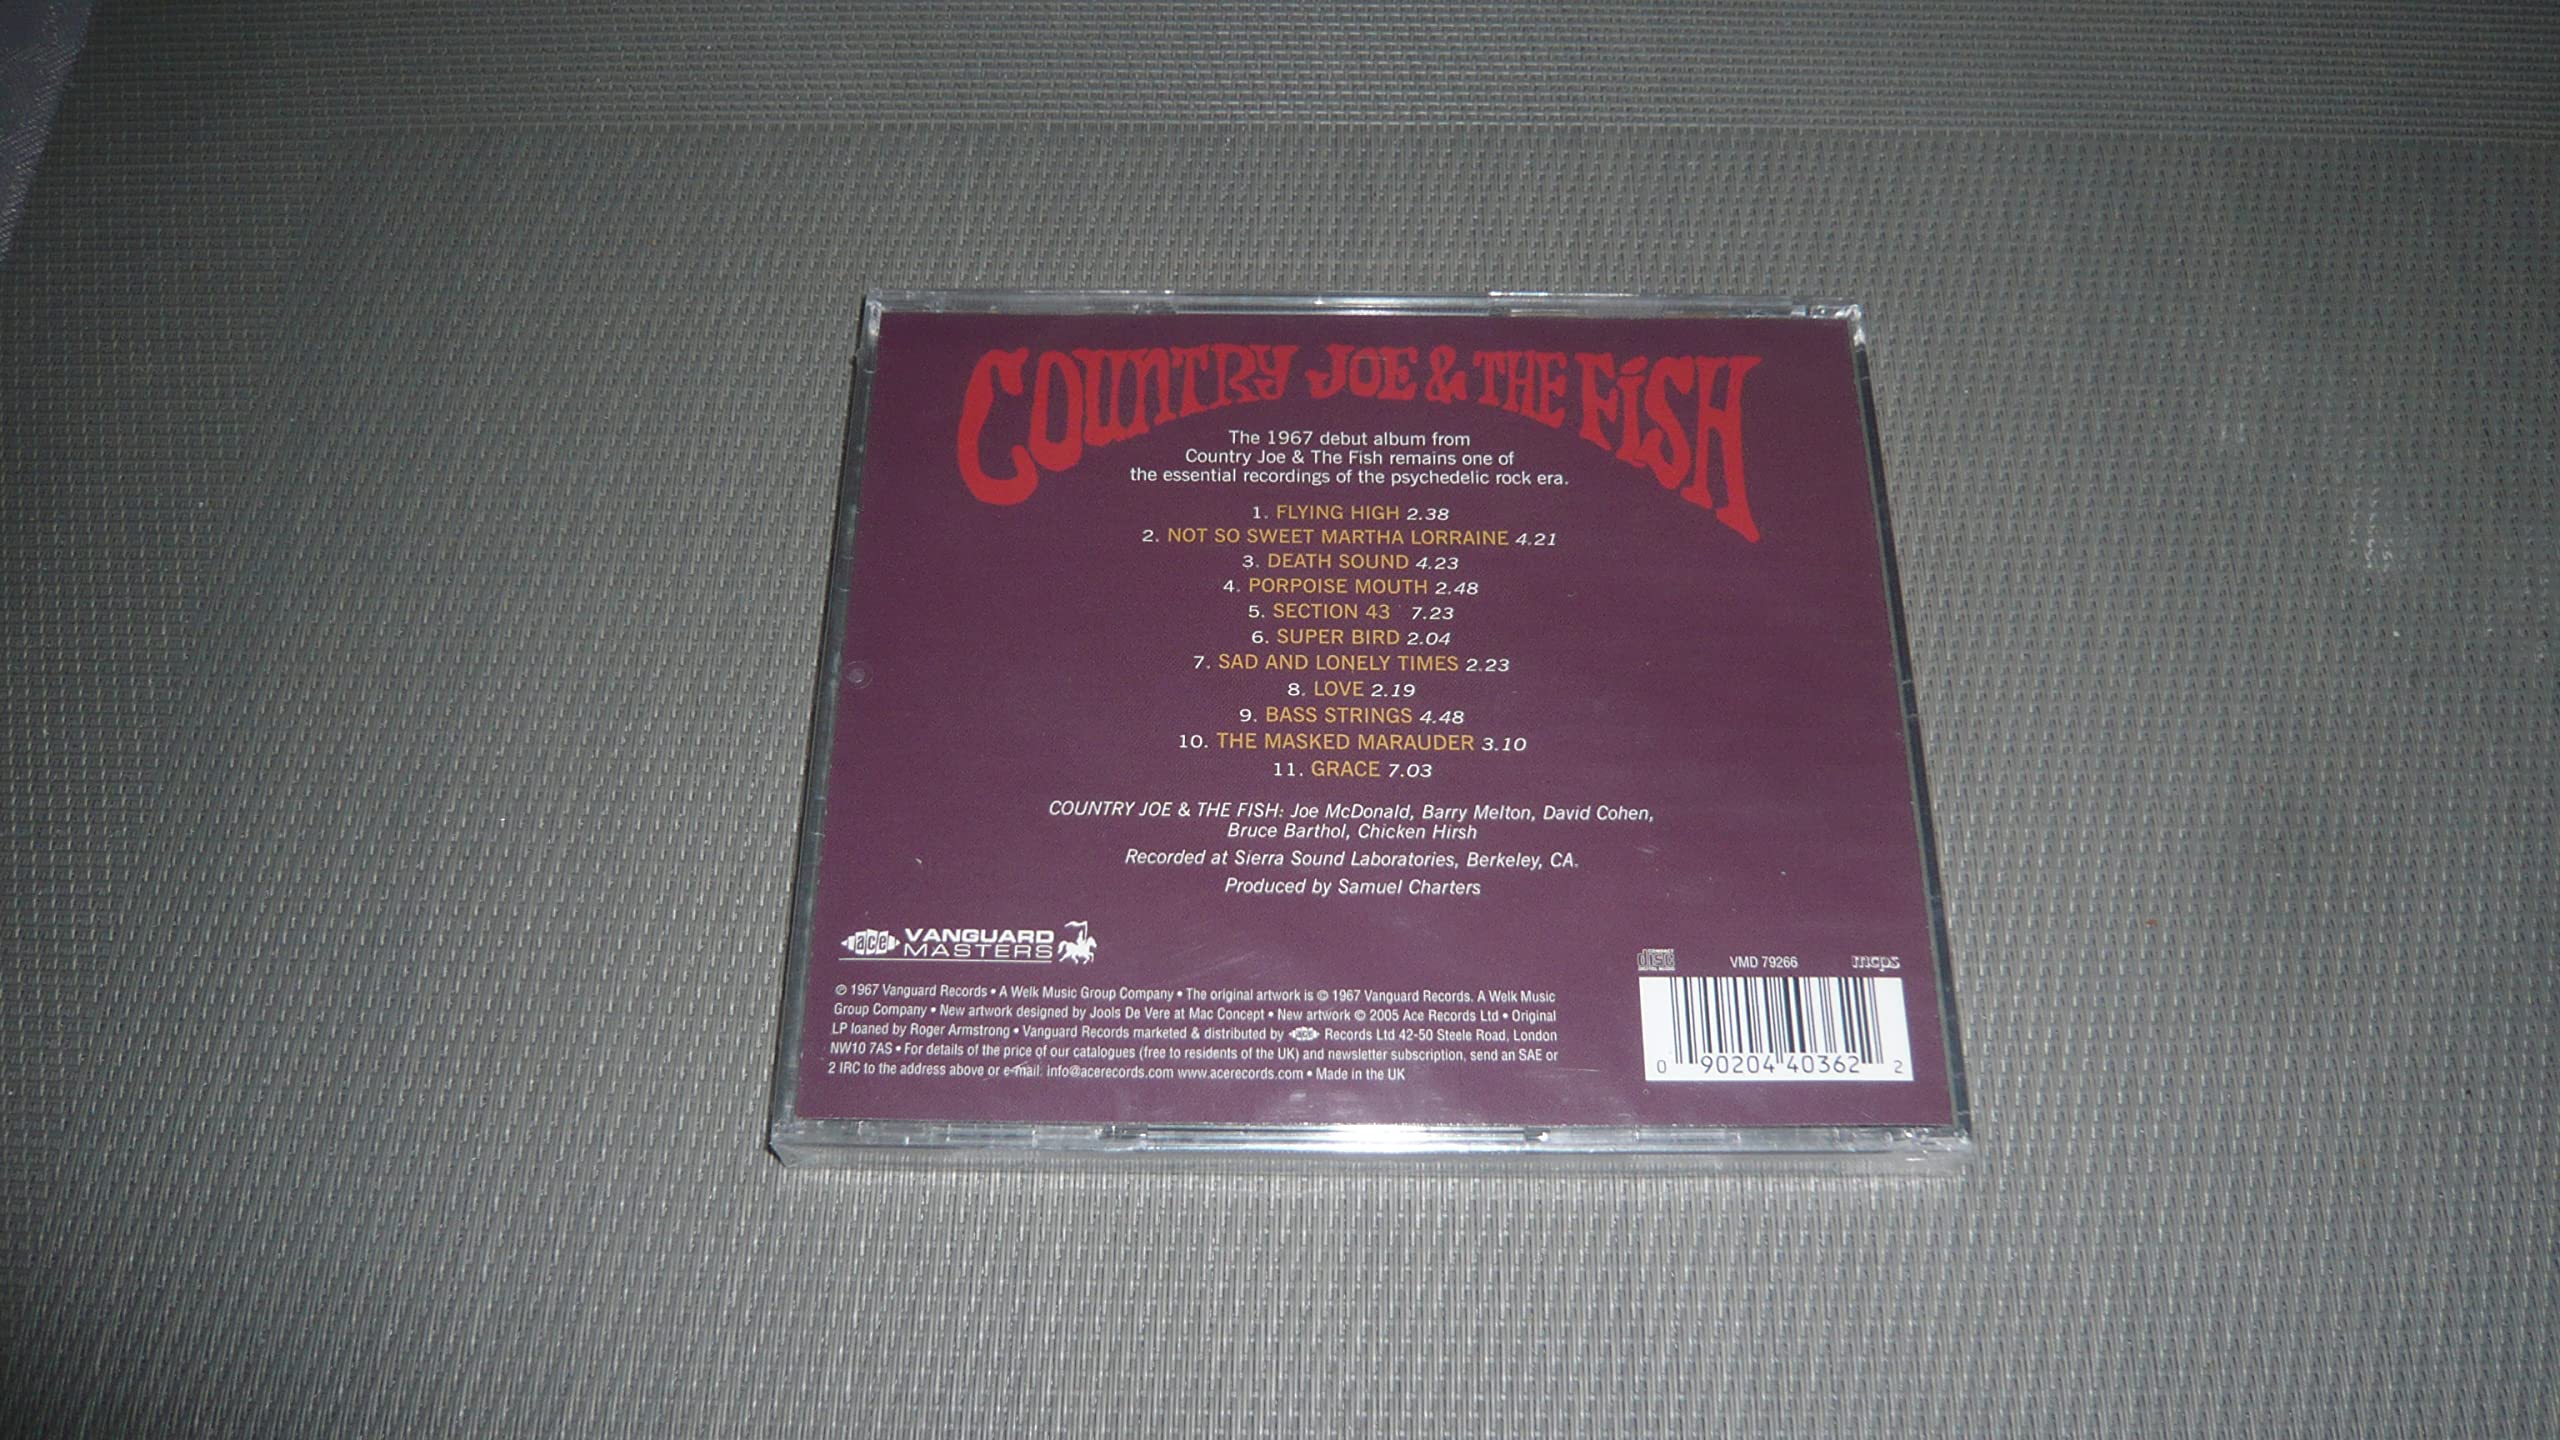 COUNTRY JOE & THE FISH
The 1967 debut album from
Country Joe & The Fish remains one of
the essential recordings of the psychedelic rock era.
1. FLYING HIGH 2.38
2. NOT SO SWEET MARTHA LORRAINE 4.21
3. DEATH SOUND 4.23
4. PORPOISE MOUTH 2.48
5. SECTION 43 7.23
6. SUPER BIRD 2.04
7. SAD AND LONELY TIMES 2.23
8. LOVE 2.19
9. BASS STRINGS 4.48
10. THE MASKED MARAUDER 3.10
11. GRACE 7.03
COUNTRY JOE & THE FISH: Joe McDonald, Barry Melton, David Cohen,
Bruce Barthol, Chicken Hirsh
Recorded at Sierra Sound Laboratories, Berkeley, CA.
Produced by Samuel Charters
ace VANGUARD
MASTERS
℗ 1967 Vanguard Records • A Welk Music Group Company • The original artwork is © 1967 Vanguard Records. A Welk Music
Group Company • New artwork designed by Jools De Vere at Mac Concept • New artwork © 2005 Ace Records Ltd • Original
LP loaned by Roger Armstrong • Vanguard Records marketed & distributed by ace Records Ltd 42-50 Steele Road, London
NW10 7AS • For details of the price of our catalogues (free to residents of the UK) and newsletter subscription, send an SAE or
2 IRC to the address above or e-mail: info@acerecords.com www.acerecords.com • Made in the UK
COMPACT
disc
DIGITAL AUDIO
VMD 79266
mcps
0 90204 40362 2